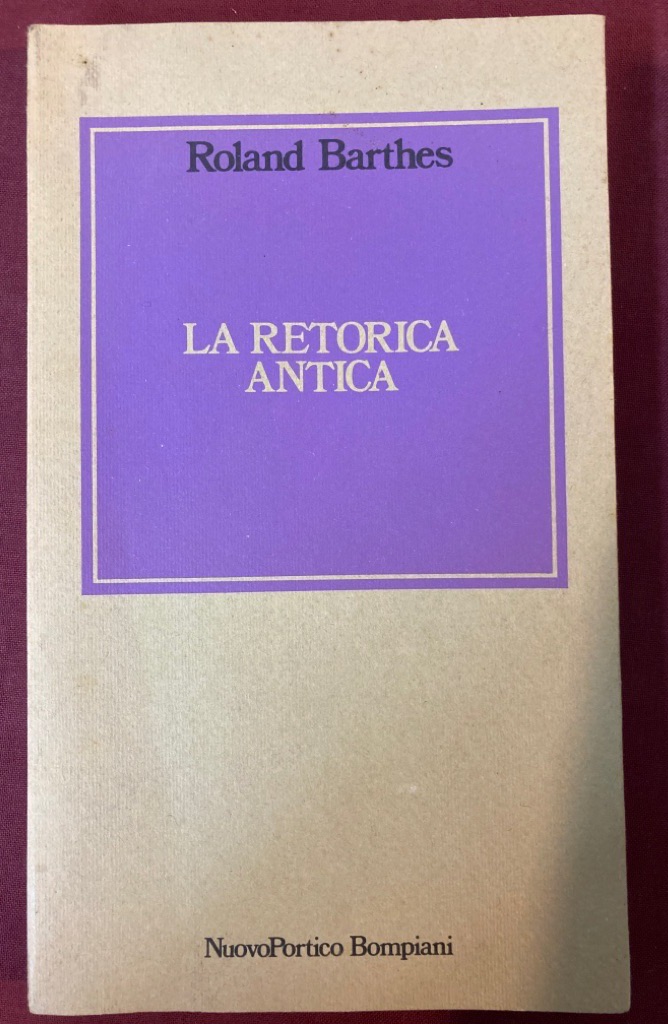 Roland Barthes
LA RETORICA
ANTICA
NuovoPortico Bompiani